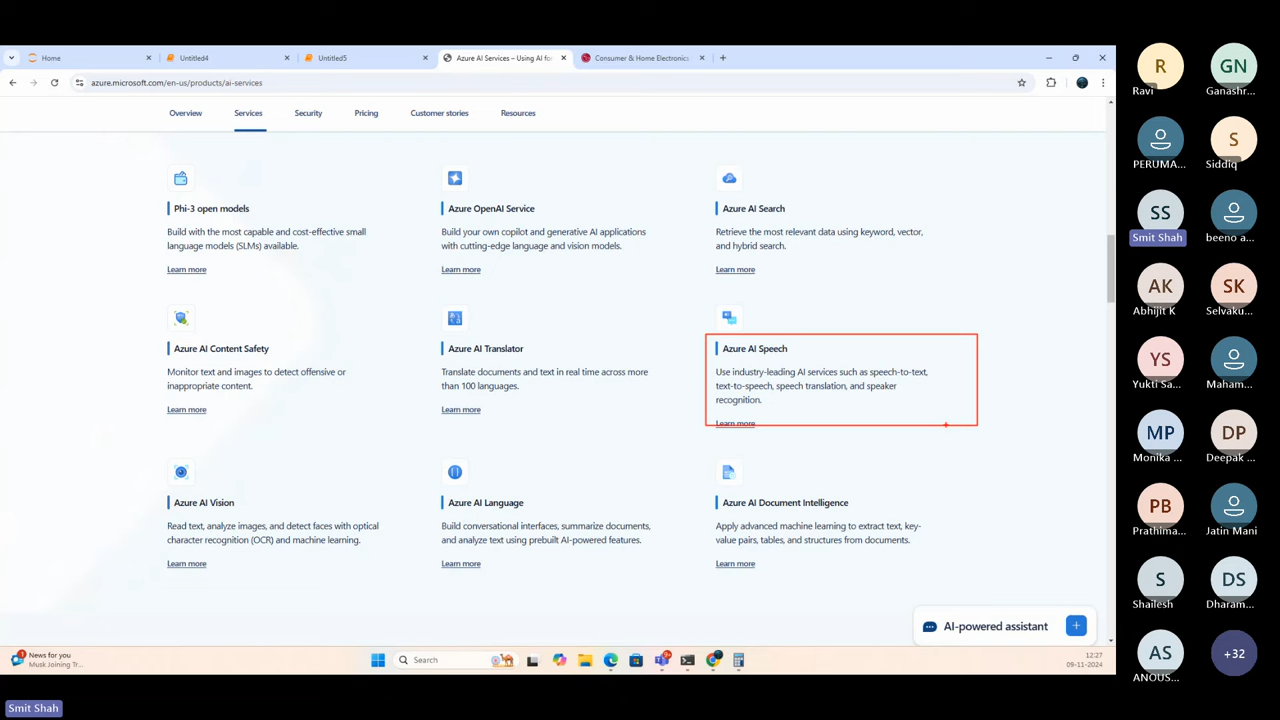 Home
Untitled4
Untitled5
Azure AI Services – Using AI fo
Consumer & Home Electronics
azure.microsoft.com/en-us/products/ai-services
Overview
Services
Security
Pricing
Customer stories
Resources
Phi-3 open models
Build with the most capable and cost-effective small
language models (SLMs) available.
Learn more
Azure OpenAI Service
Build your own copilot and generative AI applications
with cutting-edge language and vision models.
Learn more
Azure AI Search
Retrieve the most relevant data using keyword, vector,
and hybrid search.
Learn more
Azure AI Content Safety
Monitor text and images to detect offensive or
inappropriate content.
Learn more
Azure AI Translator
Translate documents and text in real time across more
than 100 languages.
Learn more
Azure AI Speech
Use industry-leading AI services such as speech-to-text,
text-to-speech, speech translation, and speaker
recognition.
Learn more
Azure AI Vision
Read text, analyze images, and detect faces with optical
character recognition (OCR) and machine learning.
Learn more
Azure AI Language
Build conversational interfaces, summarize documents,
and analyze text using prebuilt AI-powered features.
Learn more
Azure AI Document Intelligence
Apply advanced machine learning to extract text, key-
value pairs, tables, and structures from documents.
Learn more
AI-powered assistant
News for you
Musk Joining Tr...
Search
12:27
09-11-2024
R
Ravi
GN
Ganashr...
PERUMA...
S
Siddiq
SS
Smit Shah
beeno a...
AK
Abhijit K
SK
Selvaku...
YS
Yukti Sa...
Maham...
MP
Monika ...
DP
Deepak ...
PB
Prathima...
Jatin Mani
S
Shailesh
DS
Dharam...
AS
ANOUS...
+32
Smit Shah